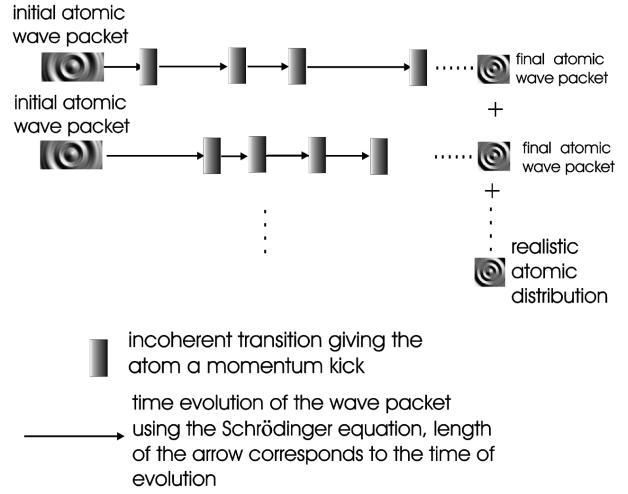 initial atomic
wave packet
final atomic
wave packet
+
initial atomic
wave packet
final atomic
wave packet
+
realistic
atomic
distribution
incoherent transition giving the
atom a momentum kick
time evolution of the wave packet
using the Schrödinger equation, length
of the arrow corresponds to the time of
evolution